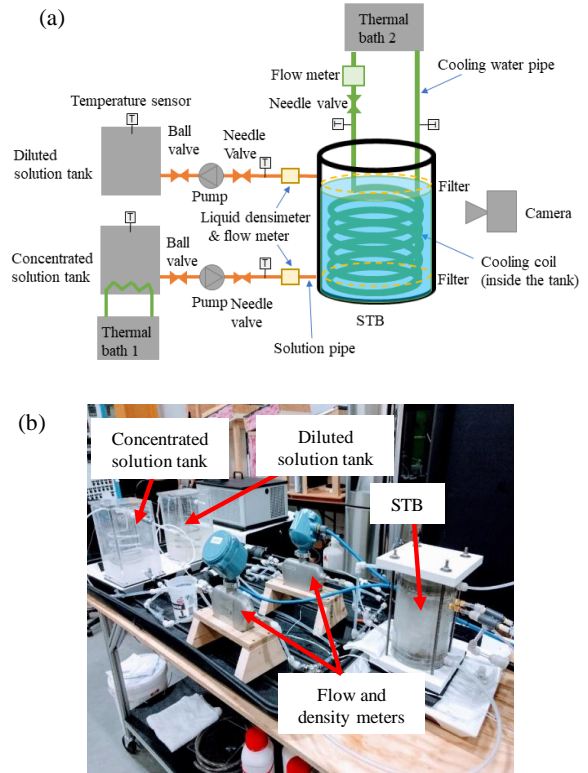 (a)
Thermal
bath 2
Flow meter
Needle valve
Cooling water pipe
T
T
Temperature sensor
T
Diluted
solution tank
Ball
valve
Needle
Valve
T
Pump
Filter
Liquid densimeter
& flow meter
Camera
T
Concentrated
solution tank
Ball
valve
T
Pump
Needle
valve
Filter
Cooling coil
(inside the tank)
STB
Solution pipe
Thermal
bath 1
(b)
Concentrated
solution tank
Diluted
solution tank
STB
Flow and
density meters